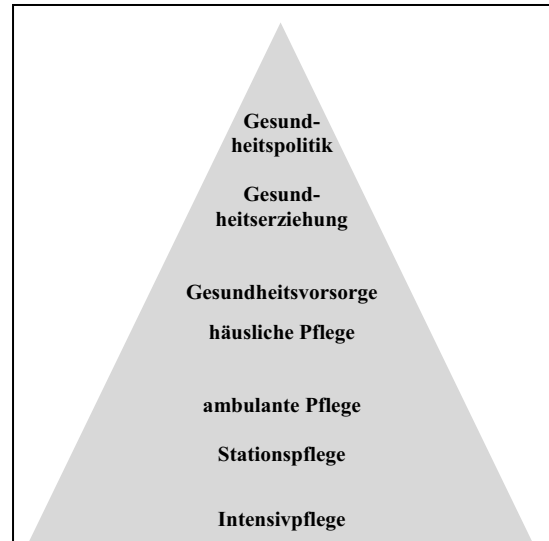 Gesund-
heitspolitik
Gesund-
heitserziehung
Gesundheitsvorsorge
häusliche Pflege
ambulante Pflege
Stationspflege
Intensivpflege